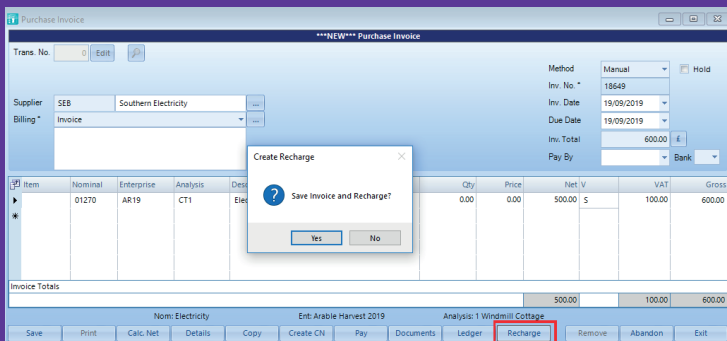 Purchase Invoice
***NEW*** Purchase Invoice
Trans. No. 0 Edit
Method Manual Hold
Inv. No. * 18649
Supplier SEB Southern Electricity ... Inv. Date 19/09/2019
Billing * Invoice ... Due Date 19/09/2019
Inv. Total 600.00 £
Pay By Bank
Create Recharge
Save Invoice and Recharge?
Yes No
Item Nominal Enterprise Analysis Desc Qty Price Net V VAT Gross
01270 AR19 CT1 Elec 0.00 0.00 500.00 S 100.00 600.00
Invoice Totals
500.00 100.00 600.00
Nom: Electricity Ent: Arable Harvest 2019 Analysis: 1 Windmill Cottage
Save Print Calc. Net Details Copy Create CN Pay Documents Ledger Recharge Remove Abandon Exit